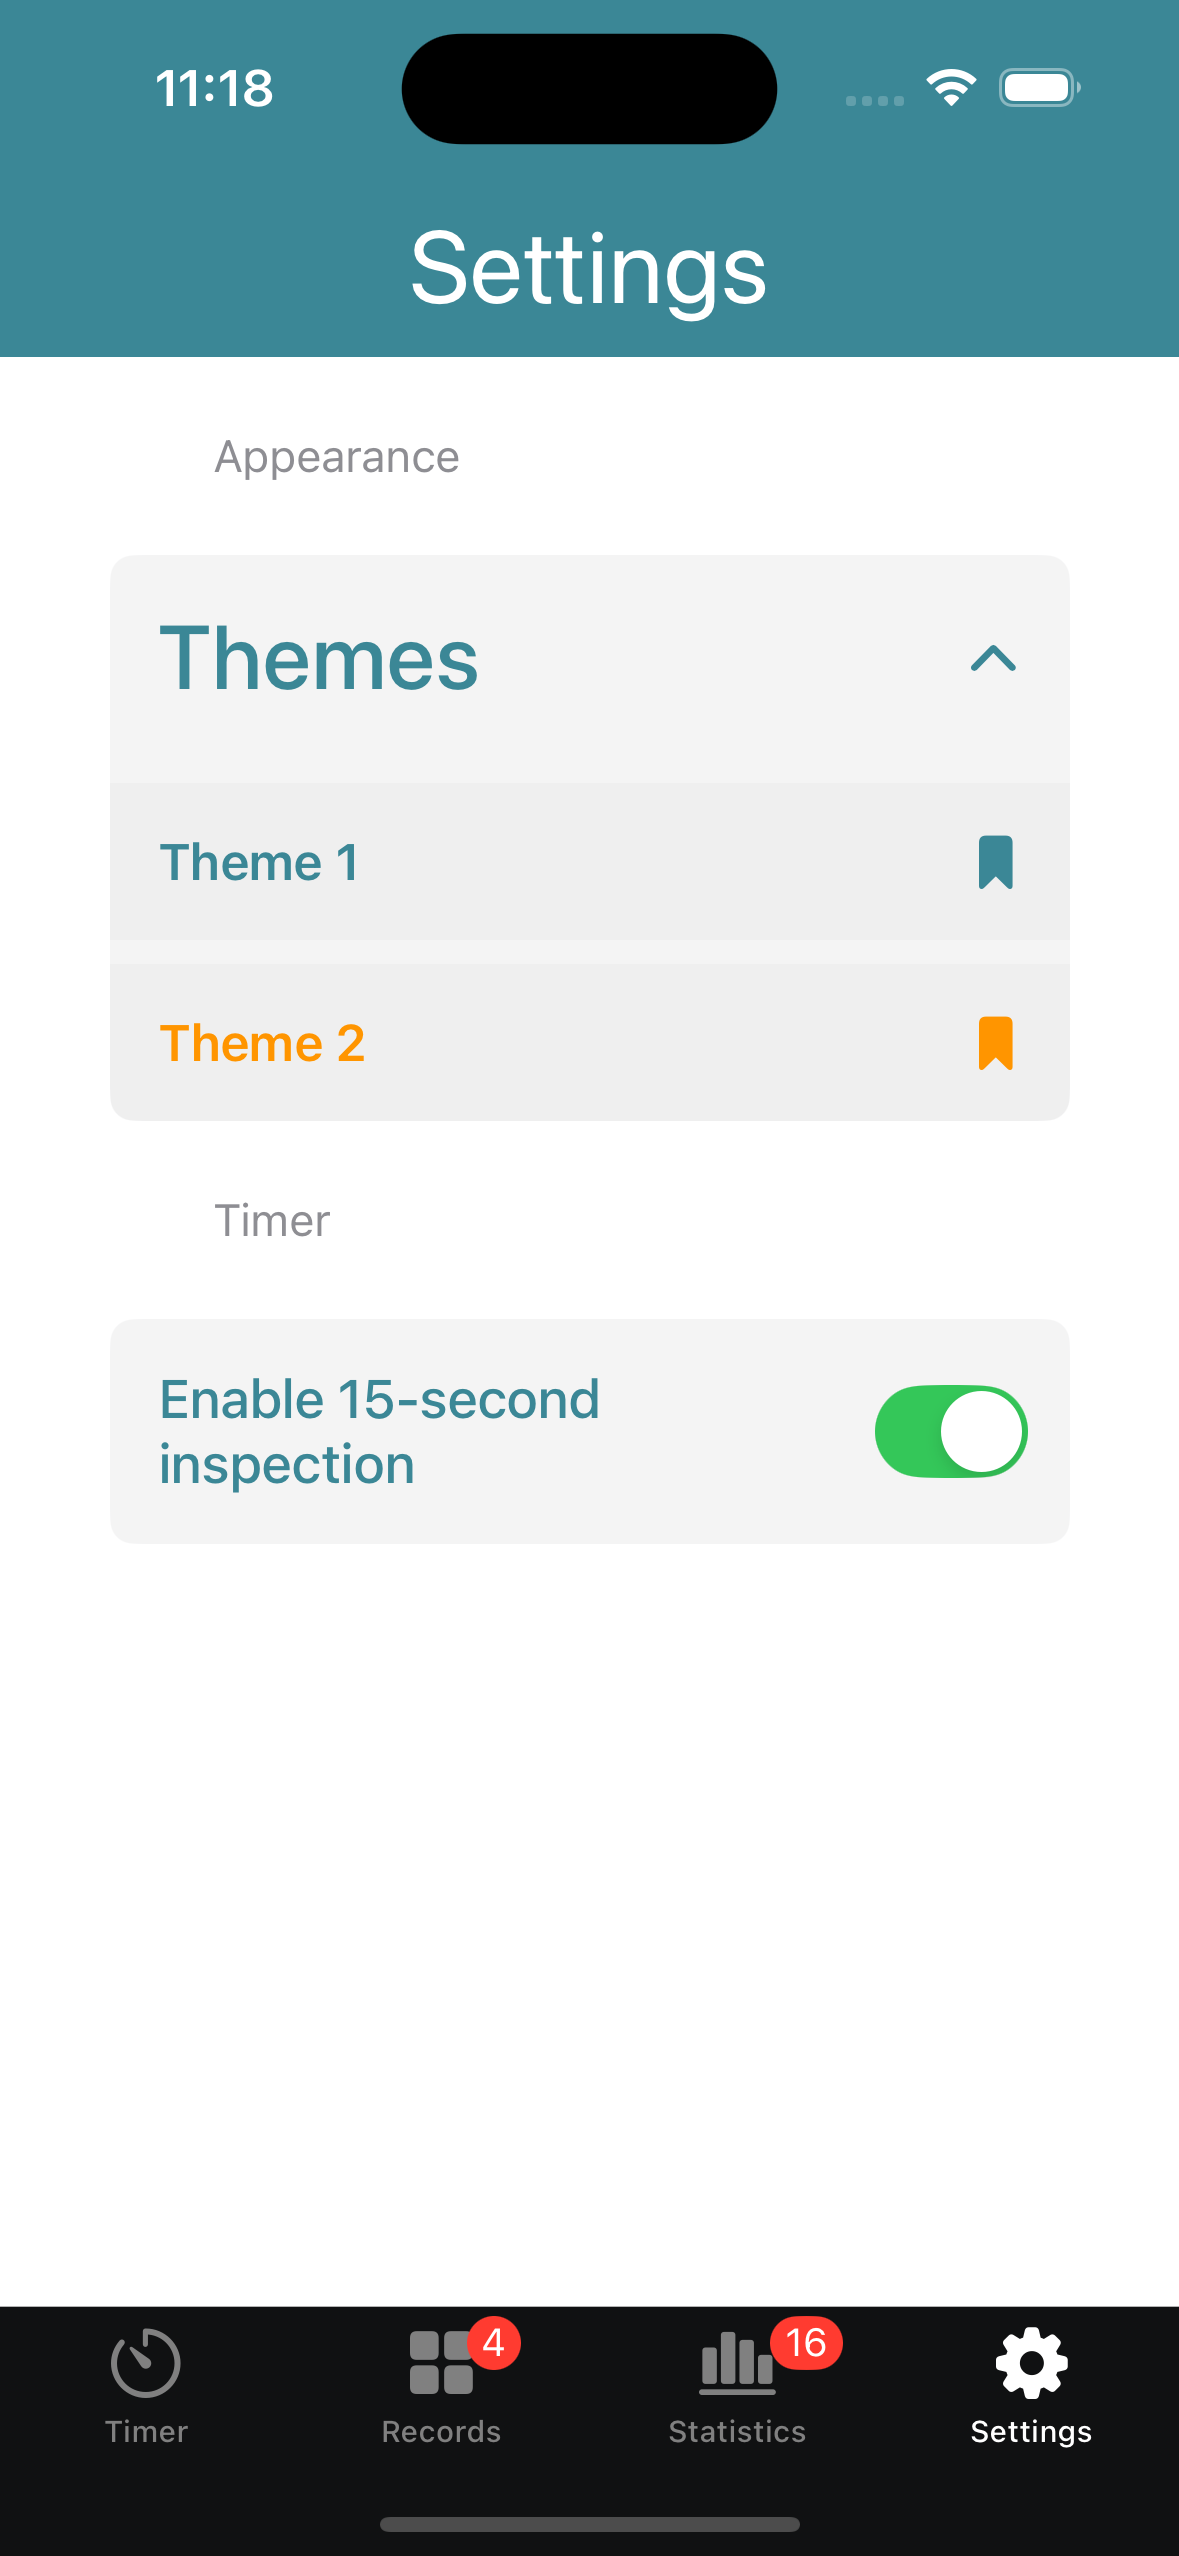 11:18
Settings
Appearance
Themes
Theme 1
Theme 2
Timer
Enable 15-second
inspection
4
16
Timer
Records
Statistics
Settings